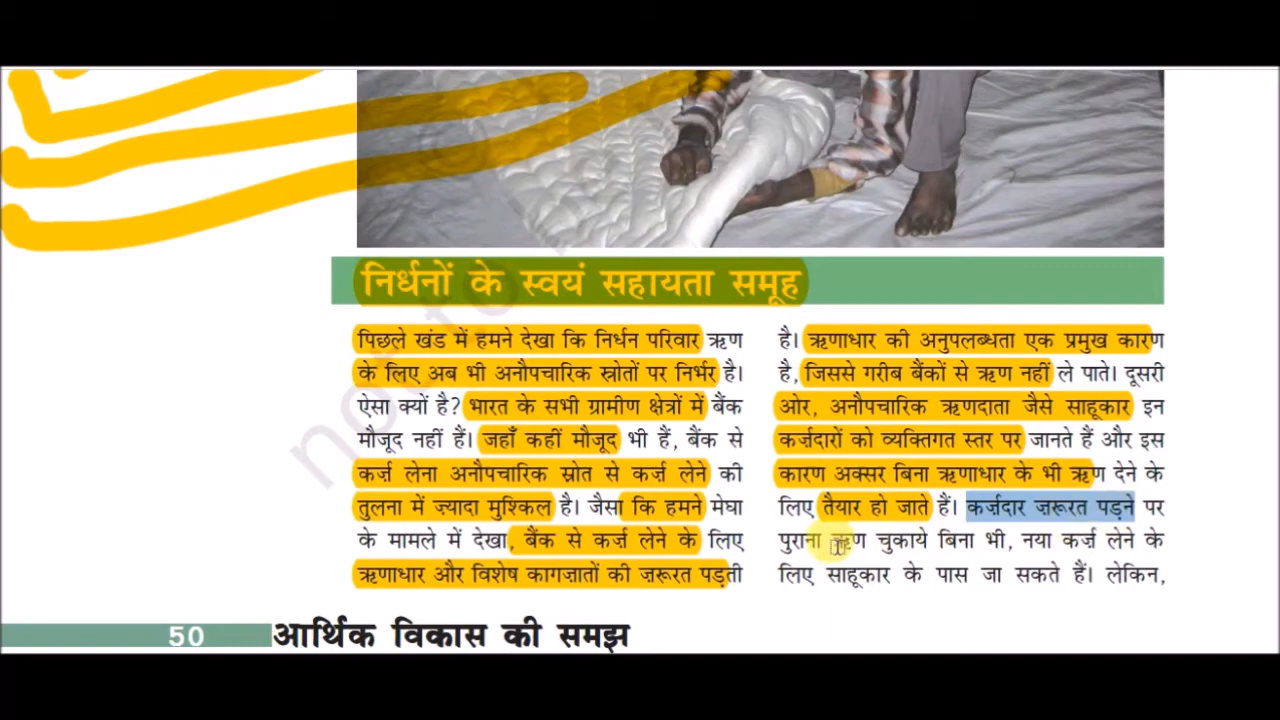 निर्धनों के स्वयं सहायता समूह
पिछले खंड में हमने देखा कि निर्धन परिवार ऋण
के लिए अब भी अनौपचारिक स्रोतों पर निर्भर है।
ऐसा क्यों है? भारत के सभी ग्रामीण क्षेत्रों में बैंक
मौजूद नहीं हैं। जहाँ कहीं मौजूद भी हैं, बैंक से
कर्ज़ लेना अनौपचारिक स्रोत से कर्ज़ लेने की
तुलना में ज़्यादा मुश्किल है। जैसा कि हमने मेघा
के मामले में देखा, बैंक से कर्ज़ लेने के लिए
ऋणाधार और विशेष कागज़ातों की ज़रूरत पड़ती
है। ऋणाधार की अनुपलब्धता एक प्रमुख कारण
है, जिससे गरीब बैंकों से ऋण नहीं ले पाते। दूसरी
ओर, अनौपचारिक ऋणदाता जैसे साहूकार इन
कर्ज़दारों को व्यक्तिगत स्तर पर जानते हैं और इस
कारण अक्सर बिना ऋणाधार के भी ऋण देने के
लिए तैयार हो जाते हैं। कर्ज़दार ज़रूरत पड़ने पर
पुराना ऋण चुकाये बिना भी, नया कर्ज़ लेने के
लिए साहूकार के पास जा सकते हैं। लेकिन,
50 आर्थिक विकास की समझ